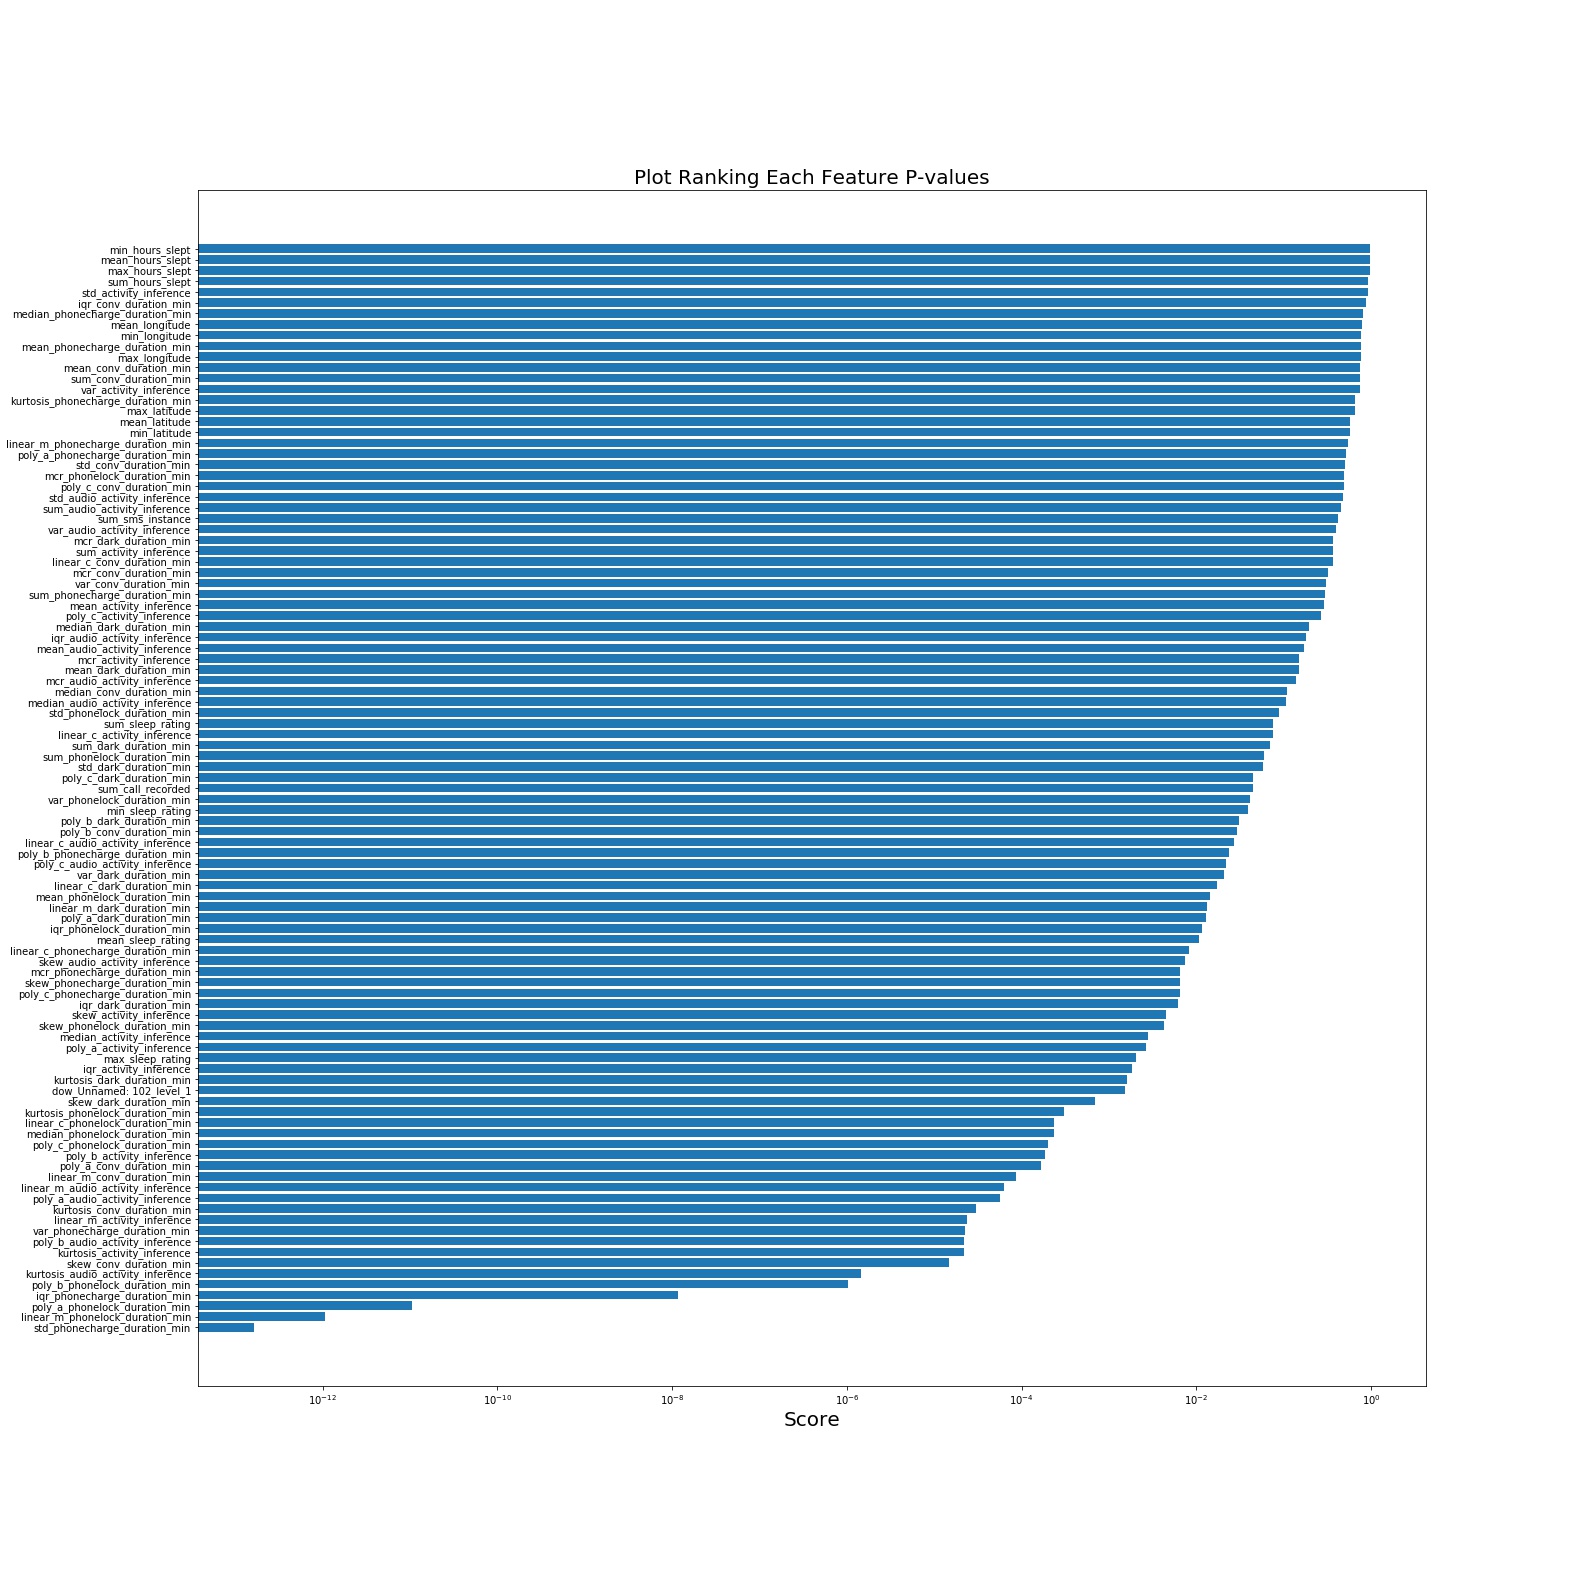 Plot Ranking Each Feature P-values
min_hours_slept
mean_hours_slept
max_hours_slept
sum_hours_slept
std_activity_inference
iqr_conv_duration_min
median_phonecharge_duration_min
mean_longitude
min_longitude
mean_phonecharge_duration_min
max_longitude
mean_conv_duration_min
sum_conv_duration_min
var_activity_inference
kurtosis_phonecharge_duration_min
max_latitude
mean_latitude
min_latitude
linear_m_phonecharge_duration_min
poly_a_phonecharge_duration_min
std_conv_duration_min
mcr_phonelock_duration_min
poly_c_conv_duration_min
std_audio_activity_inference
sum_audio_activity_inference
sum_sms_instance
var_audio_activity_inference
mcr_dark_duration_min
sum_activity_inference
linear_c_conv_duration_min
mcr_conv_duration_min
var_conv_duration_min
sum_phonecharge_duration_min
mean_activity_inference
poly_c_activity_inference
median_dark_duration_min
iqr_audio_activity_inference
mean_audio_activity_inference
mcr_activity_inference
mean_dark_duration_min
mcr_audio_activity_inference
median_conv_duration_min
median_audio_activity_inference
std_phonelock_duration_min
sum_sleep_rating
linear_c_activity_inference
sum_dark_duration_min
sum_phonelock_duration_min
std_dark_duration_min
poly_c_dark_duration_min
sum_call_recorded
var_phonelock_duration_min
min_sleep_rating
poly_b_dark_duration_min
poly_b_conv_duration_min
linear_c_audio_activity_inference
poly_b_phonecharge_duration_min
poly_c_audio_activity_inference
var_dark_duration_min
linear_c_dark_duration_min
mean_phonelock_duration_min
linear_m_dark_duration_min
poly_a_dark_duration_min
iqr_phonelock_duration_min
mean_sleep_rating
linear_c_phonecharge_duration_min
skew_audio_activity_inference
mcr_phonecharge_duration_min
skew_phonecharge_duration_min
poly_c_phonecharge_duration_min
iqr_dark_duration_min
skew_activity_inference
skew_phonelock_duration_min
median_activity_inference
poly_a_activity_inference
max_sleep_rating
iqr_activity_inference
kurtosis_dark_duration_min
dow_Unnamed: 102_level_1
skew_dark_duration_min
kurtosis_phonelock_duration_min
linear_c_phonelock_duration_min
median_phonelock_duration_min
poly_c_phonelock_duration_min
poly_b_activity_inference
poly_a_conv_duration_min
linear_m_conv_duration_min
linear_m_audio_activity_inference
poly_a_audio_activity_inference
kurtosis_conv_duration_min
linear_m_activity_inference
var_phonecharge_duration_min
poly_b_audio_activity_inference
kurtosis_activity_inference
skew_conv_duration_min
kurtosis_audio_activity_inference
poly_b_phonelock_duration_min
iqr_phonecharge_duration_min
poly_a_phonelock_duration_min
linear_m_phonelock_duration_min
std_phonecharge_duration_min
10⁻¹² 10⁻¹⁰ 10⁻⁸ 10⁻⁶ 10⁻⁴ 10⁻² 10⁰
Score